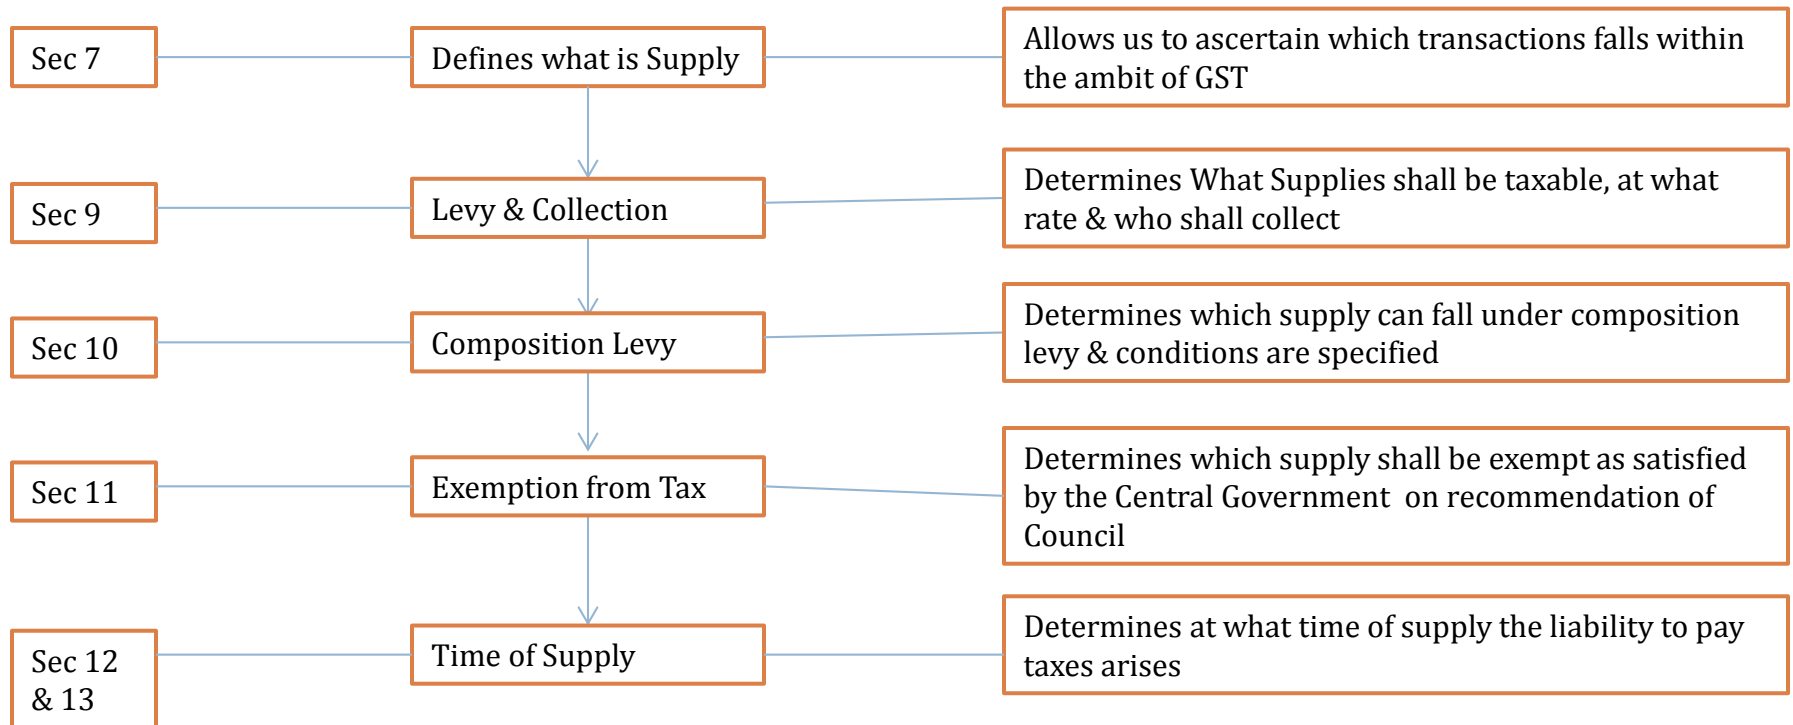 Sec 7
Defines what is Supply
Allows us to ascertain which transactions falls within
the ambit of GST
Sec 9
Levy & Collection
Determines What Supplies shall be taxable, at what
rate & who shall collect
Sec 10
Composition Levy
Determines which supply can fall under composition
levy & conditions are specified
Sec 11
Exemption from Tax
Determines which supply shall be exempt as satisfied
by the Central Government on recommendation of
Council
Sec 12
& 13
Time of Supply
Determines at what time of supply the liability to pay
taxes arises